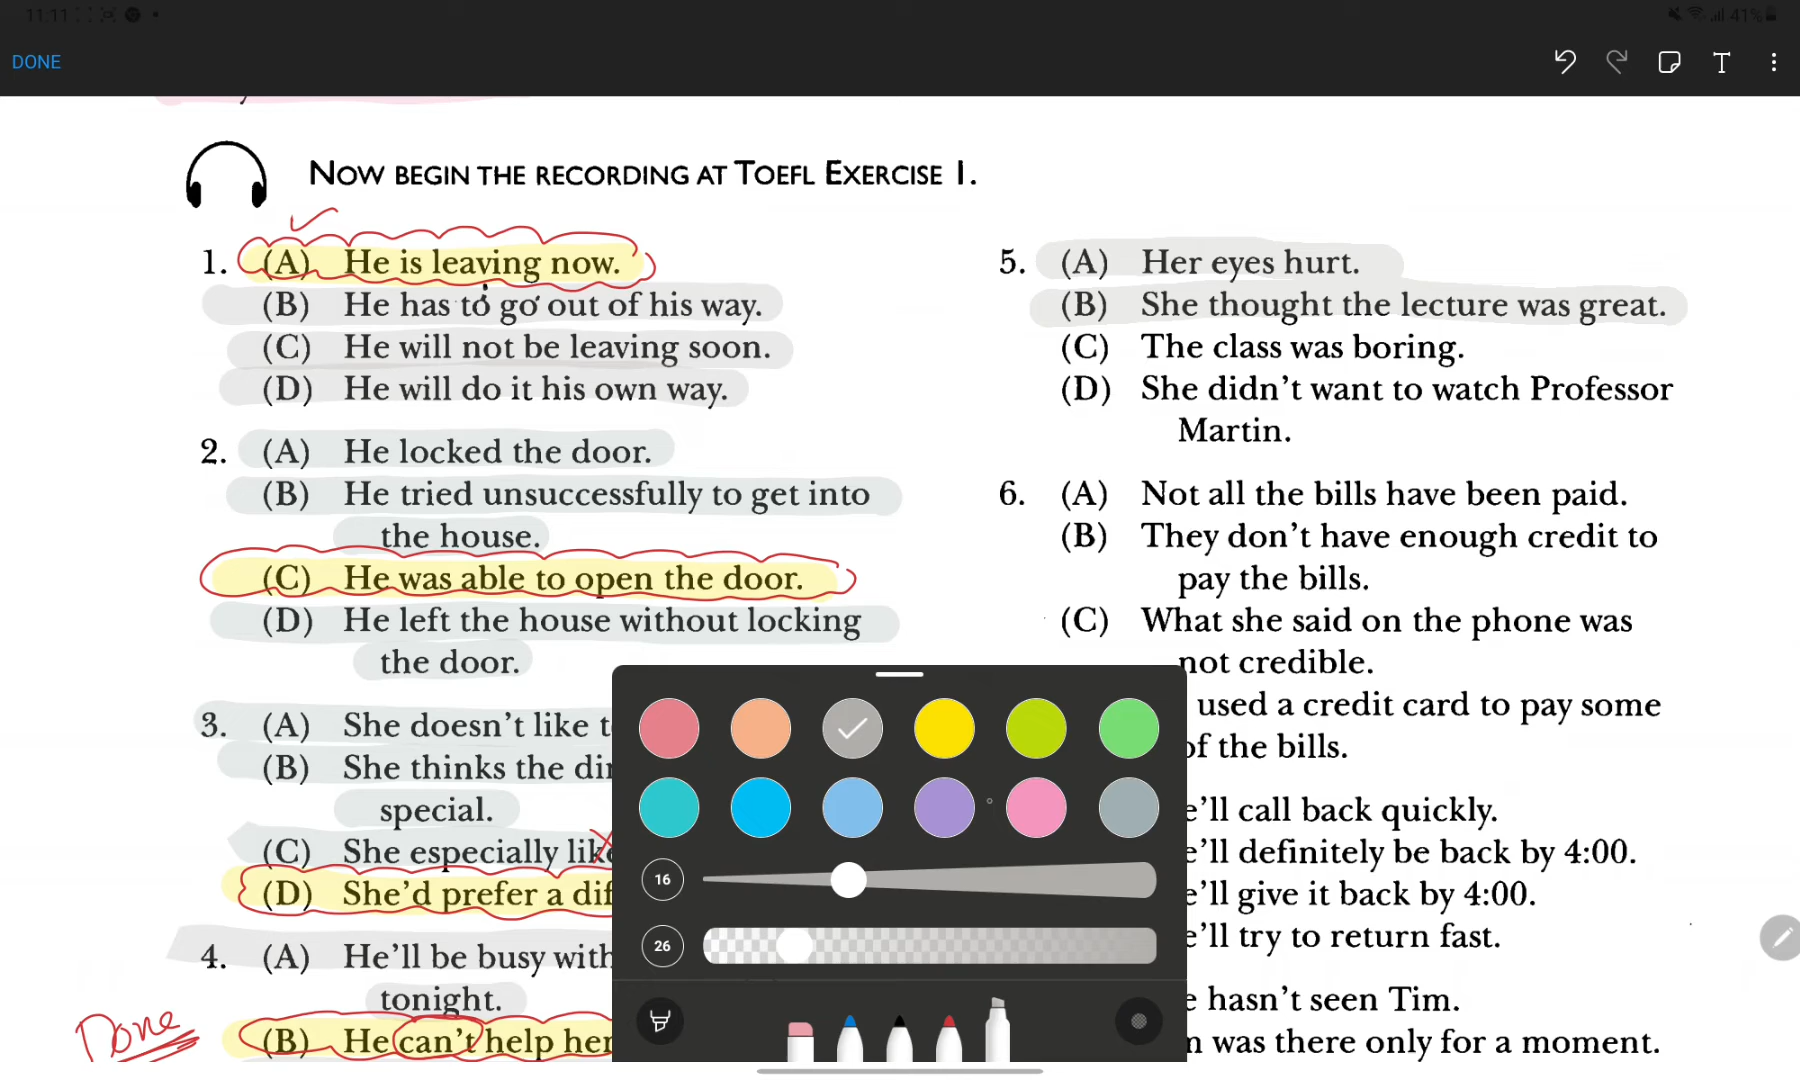 11:11
41%
DONE
T
NOW BEGIN THE RECORDING AT TOEFL EXERCISE 1.
1. (A) He is leaving now.
(B) He has to go out of his way.
(C) He will not be leaving soon.
(D) He will do it his own way.
2. (A) He locked the door.
(B) He tried unsuccessfully to get into
the house.
(C) He was able to open the door.
(D) He left the house without locking
the door.
3. (A) She doesn't like
(B) She thinks the
special.
(C) She especially
(D) She'd prefer a
4. (A) He'll be busy with
tonight.
Done
(B) He can't help her
5. (A) Her eyes hurt.
(B) She thought the lecture was great.
(C) The class was boring.
(D) She didn't want to watch Professor
Martin.
6. (A) Not all the bills have been paid.
(B) They don't have enough credit to
pay the bills.
(C) What she said on the phone was
not credible.
used a credit card to pay some
of the bills.
e'll call back quickly.
e'll definitely be back by 4:00.
e'll give it back by 4:00.
e'll try to return fast.
hasn't seen Tim.
was there only for a moment.
16
26